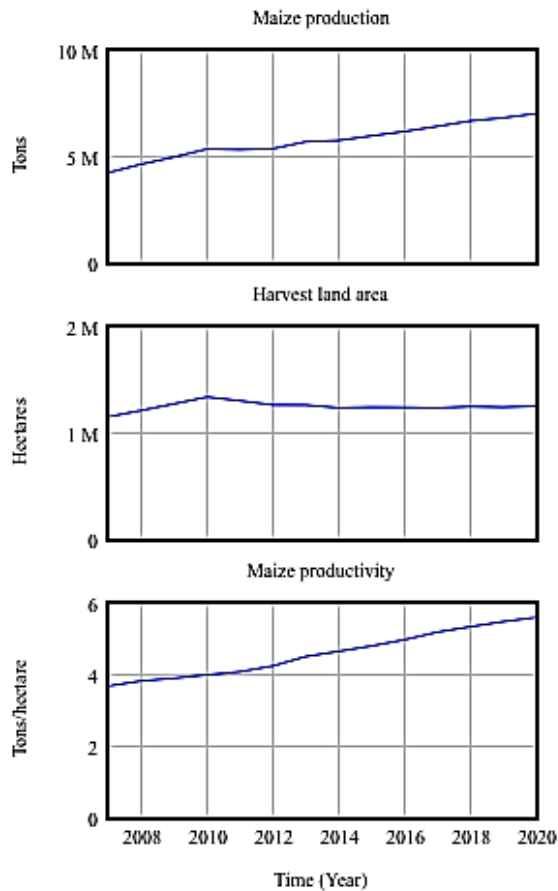 Maize production
10 M
Tons
5 M
0
Harvest land area
2 M
Hectares
1 M
0
Maize productivity
6
4
Tons/hectare
2
0
2008 2010 2012 2014 2016 2018 2020
Time (Year)